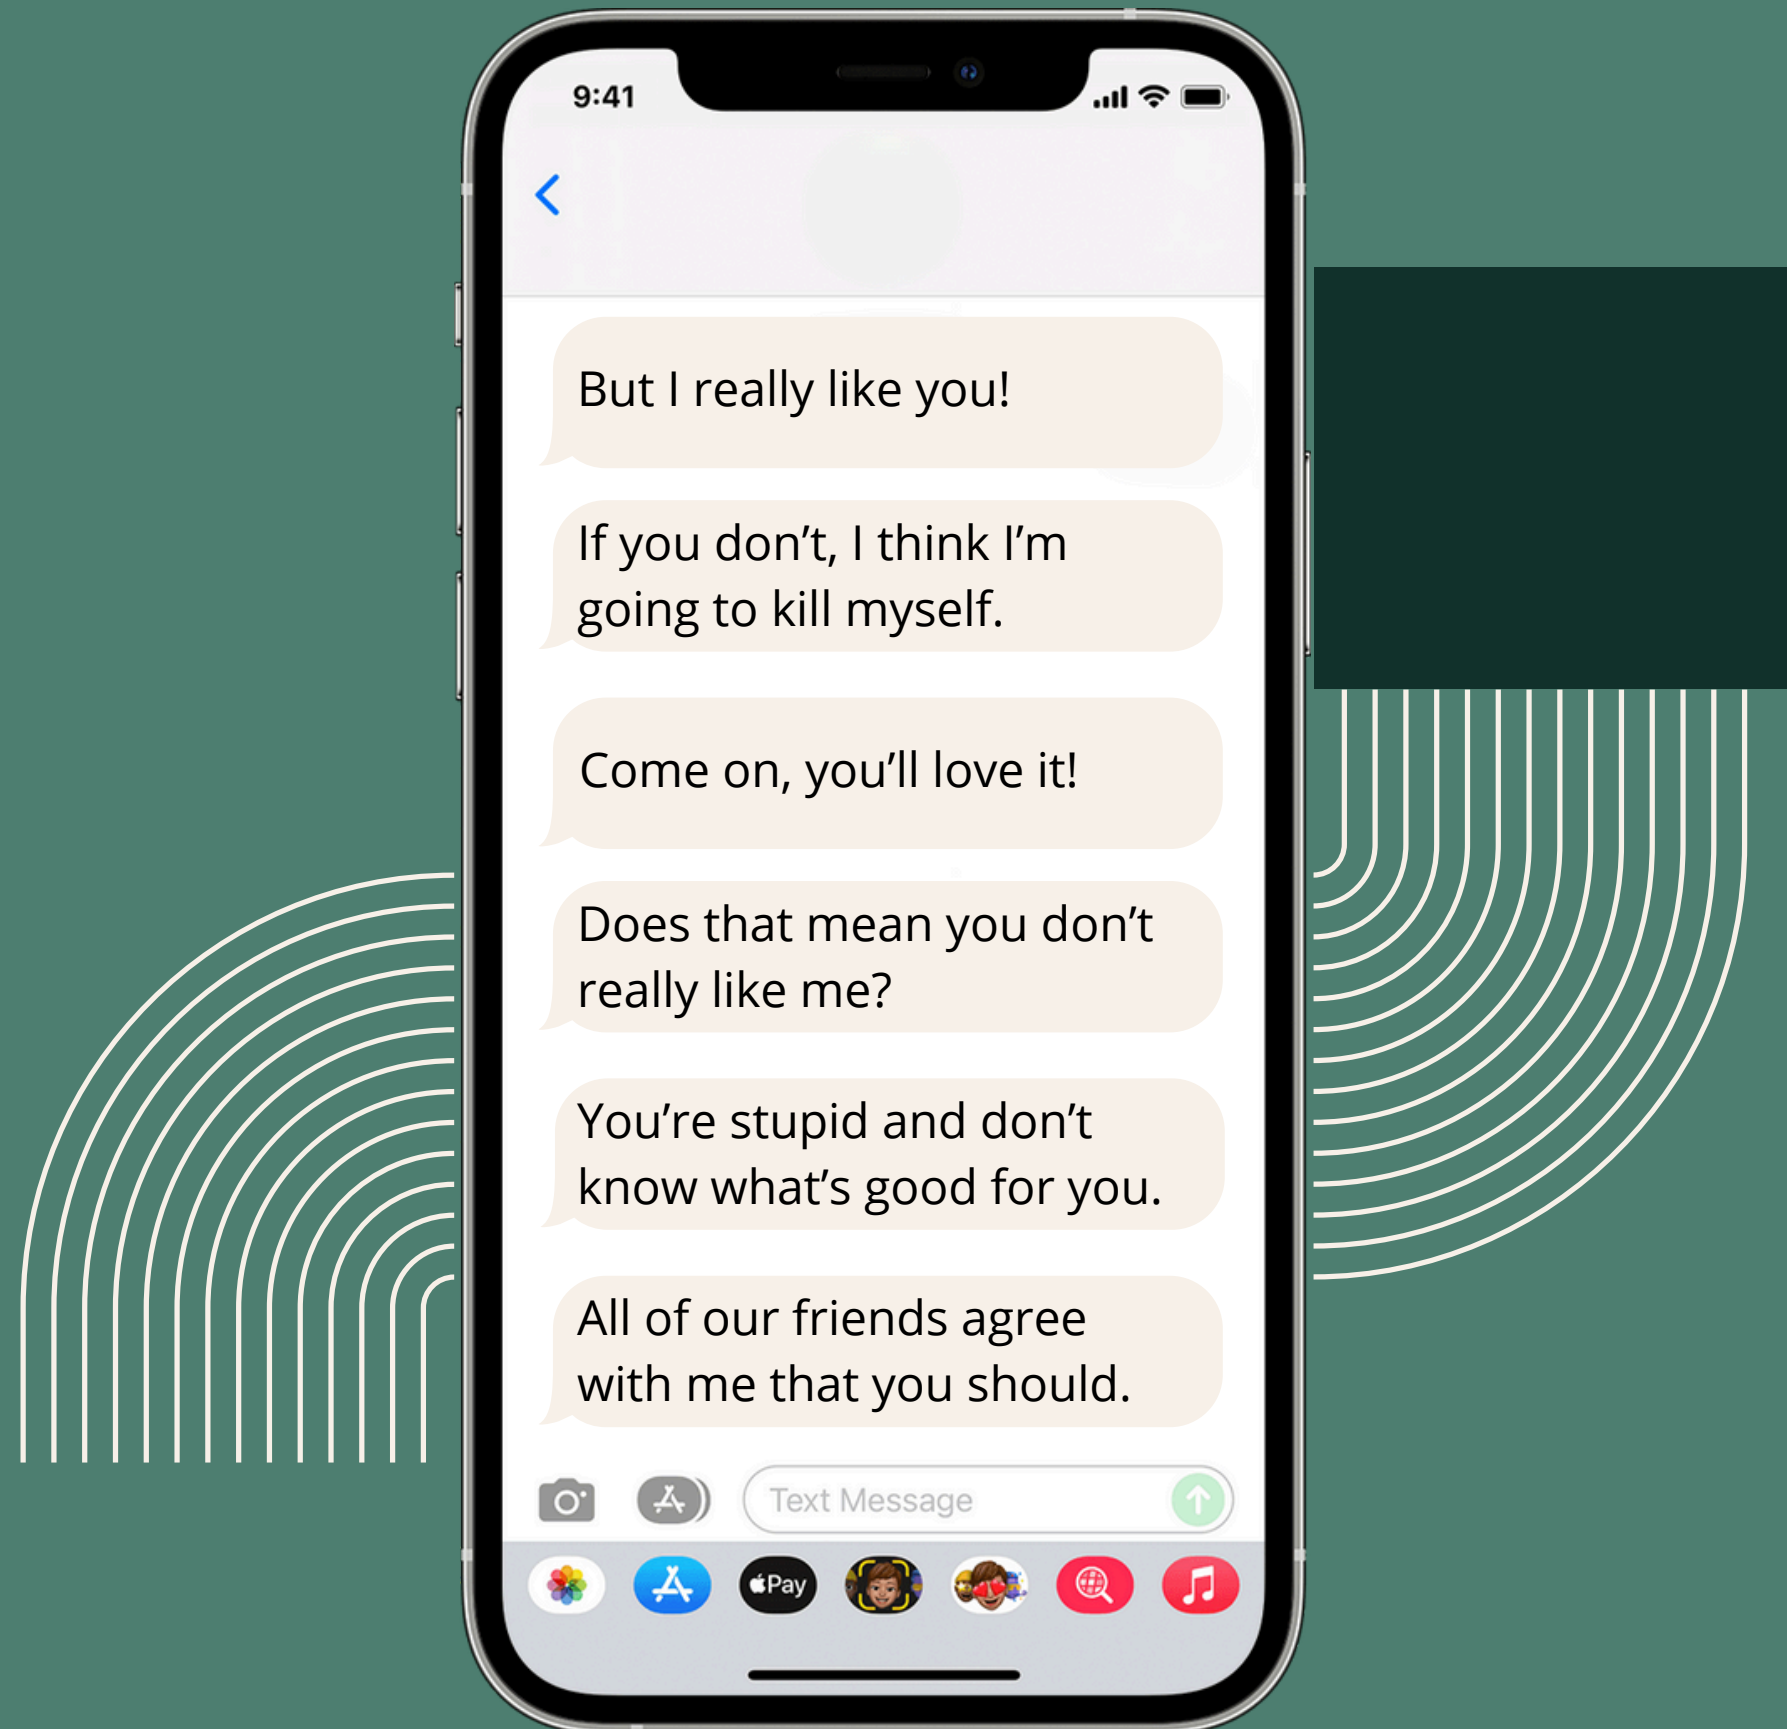 9:41
But I really like you!
If you don’t, I think I’m
going to kill myself.
Come on, you’ll love it!
Does that mean you don’t
really like me?
You’re stupid and don’t
know what’s good for you.
All of our friends agree
with me that you should.
Text Message
Pay